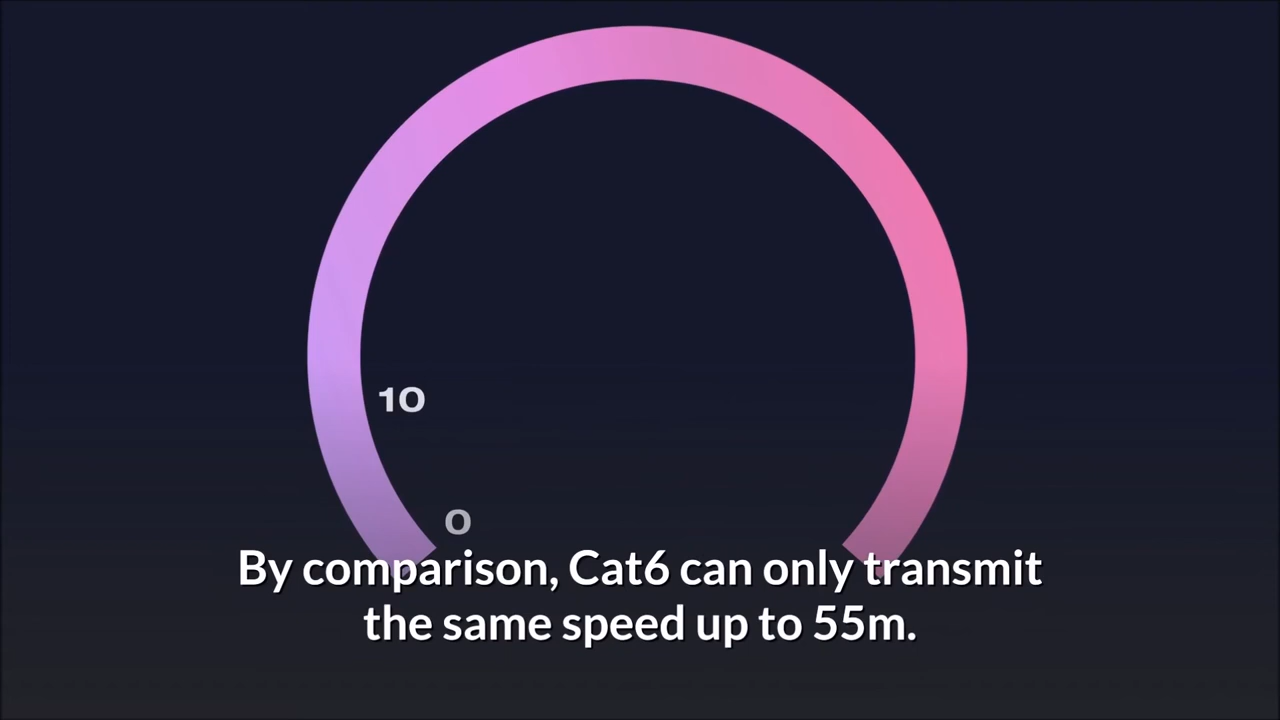 10
0
By comparison, Cat6 can only transmit
the same speed up to 55m.